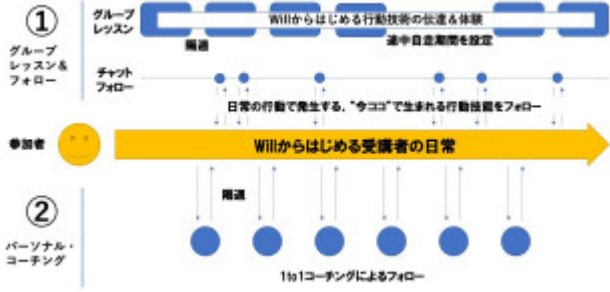 ①
グループ
レッスン&
フォロー
グループ
レッスン
Willからはじめる行動技術の伝達&体験
隔週
途中自走期間を設定
チャット
フォロー
日常の行動で発生する、“今ココ”で生まれる行動技能をフォロー
参加者
Willからはじめる受講者の日常
②
パーソナル・
コーチング
隔週
1to1コーチングによるフォロー